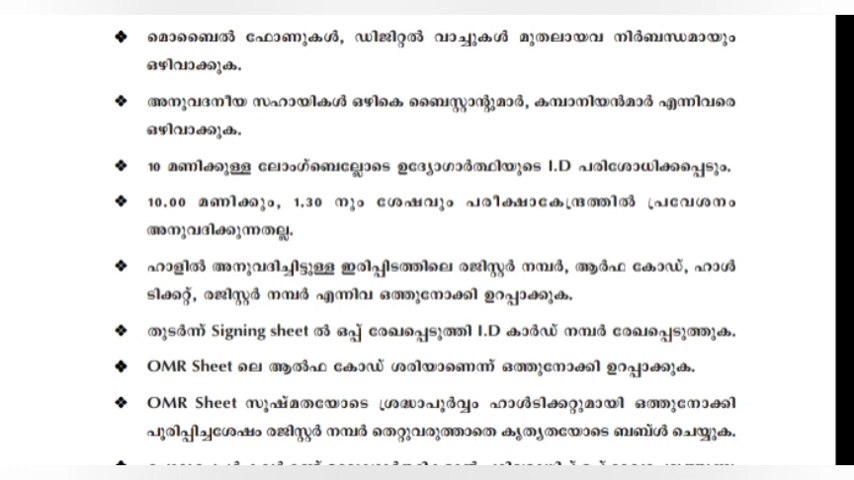 ❖ മൊബൈൽ ഫോണുകൾ, ഡിജിറ്റൽ വാച്ചുകൾ മുതലായവ നിർബന്ധമായും
ഒഴിവാക്കുക.
❖ അനുവദനീയ സഹായികൾ ഒഴികെ ബൈസ്റ്റാന്റുമാർ, കമ്പാനിയൻമാർ എന്നിവരെ
ഒഴിവാക്കുക.
❖ 10 മണിക്കുള്ള ലോംഗ്ബെല്ലോടെ ഉദ്യോഗാർത്ഥിയുടെ I.D പരിശോധിക്കപ്പെടും.
❖ 10.00 മണിക്കും, 1.30 നും ശേഷവും പരീക്ഷാകേന്ദ്രത്തിൽ പ്രവേശനം
അനുവദിക്കുന്നതല്ല.
❖ ഹാളിൽ അനുവദിച്ചിട്ടുള്ള ഇരിപ്പിടത്തിലെ രജിസ്റ്റർ നമ്പർ, ആർഫ കോഡ്, ഹാൾ
ടിക്കറ്റ്, രജിസ്റ്റർ നമ്പർ എന്നിവ ഒത്തുനോക്കി ഉറപ്പാക്കുക.
❖ തുടർന്ന് Signing sheet ൽ ഒപ്പ് രേഖപ്പെടുത്തി I.D കാർഡ് നമ്പർ രേഖപ്പെടുത്തുക.
❖ OMR Sheet ലെ ആൽഫ കോഡ് ശരിയാണെന്ന് ഒത്തുനോക്കി ഉറപ്പാക്കുക.
❖ OMR Sheet സൂഷ്മതയോടെ ശ്രദ്ധാപൂർവ്വം ഹാൾടിക്കറ്റുമായി ഒത്തുനോക്കി
പൂരിപ്പിച്ചശേഷം രജിസ്റ്റർ നമ്പർ തെറ്റുവരുത്താതെ കൃത്യതയോടെ ബബ്ൾ ചെയ്യുക.